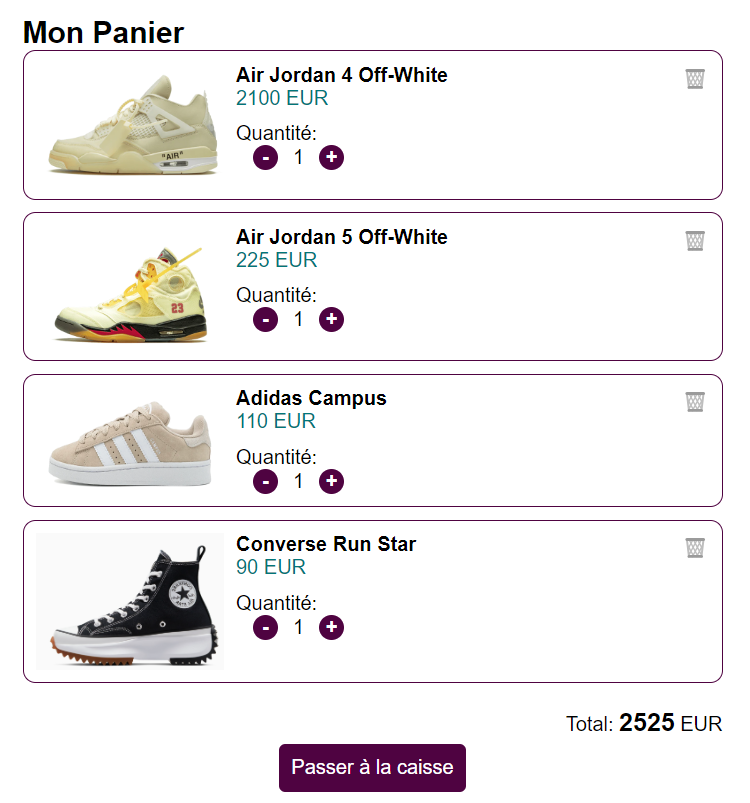 Mon Panier
Air Jordan 4 Off-White
2100 EUR
Quantité:
- 1 +
"AIR"
Air Jordan 5 Off-White
225 EUR
Quantité:
- 1 +
23
Adidas Campus
110 EUR
Quantité:
- 1 +
Converse Run Star
90 EUR
Quantité:
- 1 +
Total: 2525 EUR
Passer à la caisse